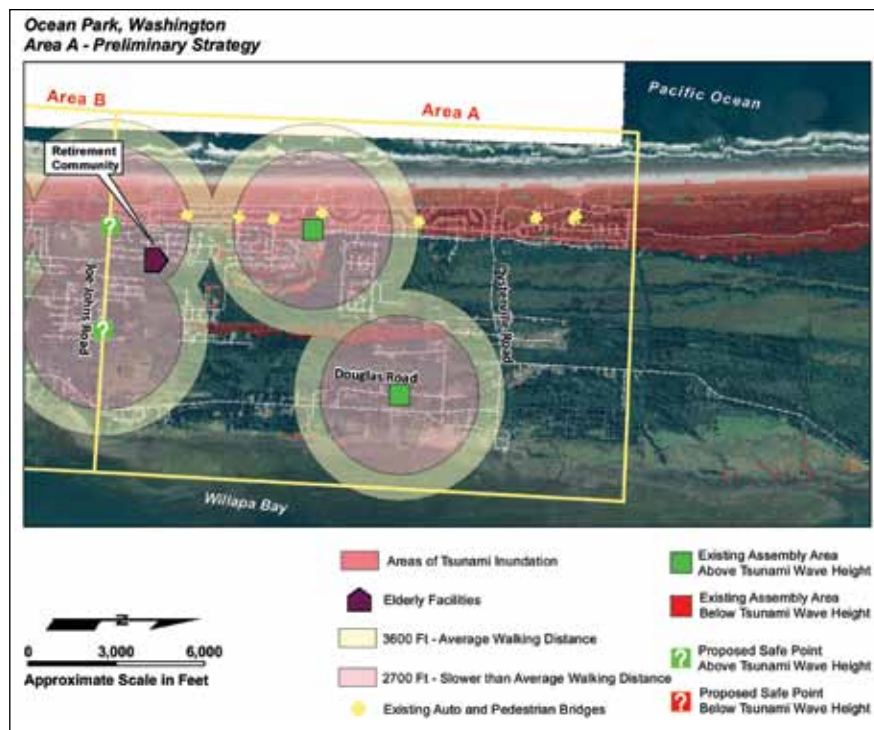 Ocean Park, Washington
Area A - Preliminary Strategy
Area B
Area A
Pacific Ocean
Retirement
Community
?
?
Joe Johns Road
Oysterville Road
Douglas Road
Willapa Bay
Areas of Tsunami Inundation
Elderly Facilities
3600 Ft - Average Walking Distance
2700 Ft - Slower than Average Walking Distance
Existing Auto and Pedestrian Bridges
Existing Assembly Area
Above Tsunami Wave Height
Existing Assembly Area
Below Tsunami Wave Height
?
Proposed Safe Point
Above Tsunami Wave Height
?
Proposed Safe Point
Below Tsunami Wave Height
N
0 3,000 6,000
Approximate Scale in Feet